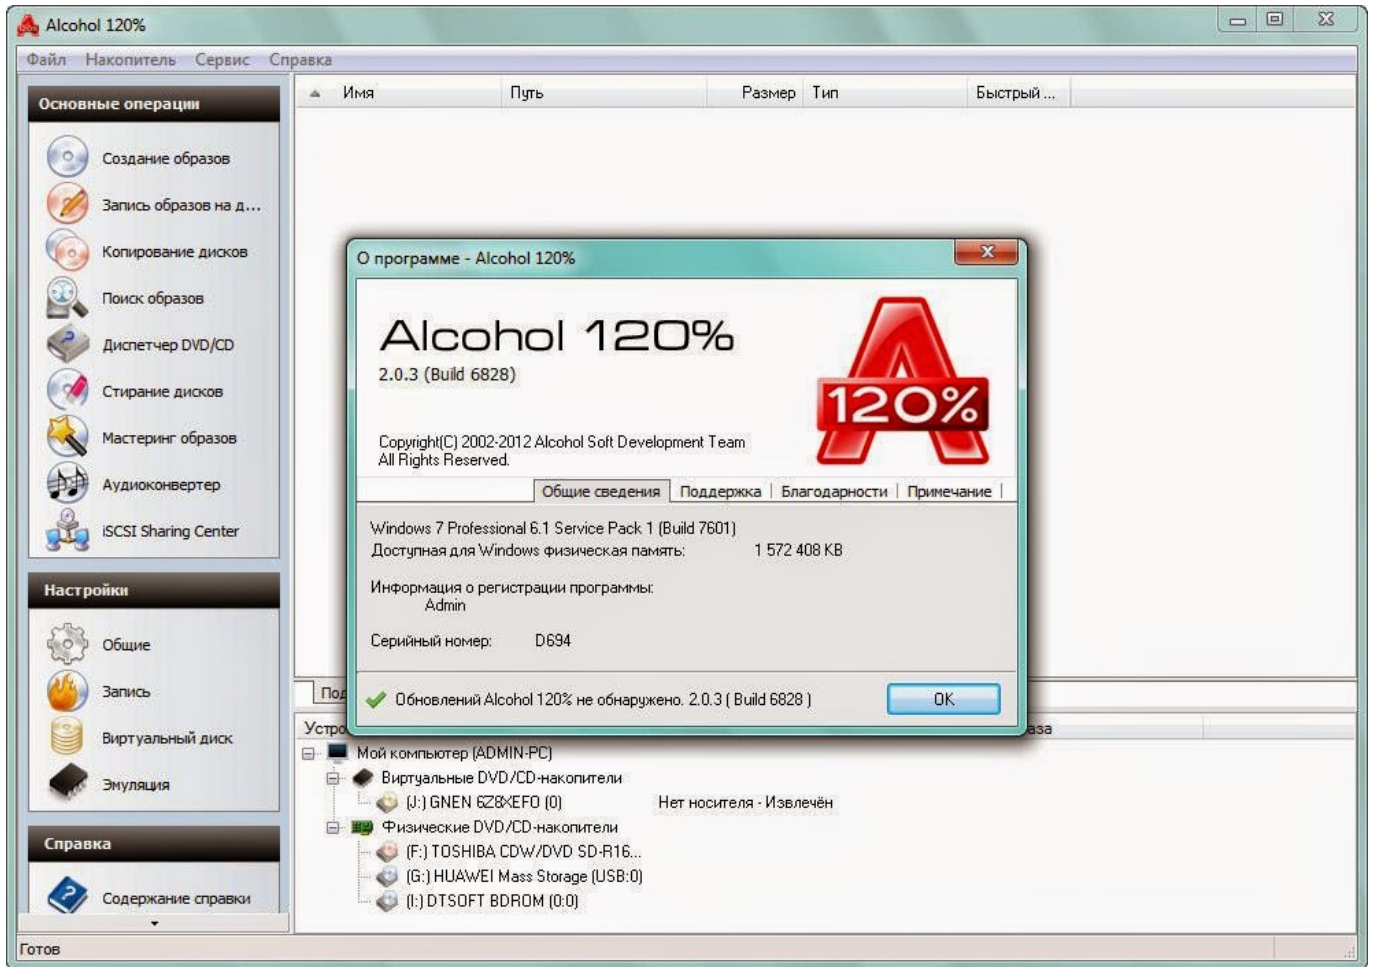 Alcohol 120%
Файл Накопитель Сервис Справка
Основные операции
Создание образов
Запись образов на д...
Копирование дисков
Поиск образов
Диспетчер DVD/CD
Стирание дисков
Мастеринг образов
Аудиоконвертер
iSCSI Sharing Center
Настройки
Общие
Запись
Виртуальный диск
Эмуляция
Справка
Содержание справки
Имя Путь Размер Тип Быстрый ...
О программе - Alcohol 120%
Alcohol 120%
2.0.3 (Build 6828)
120%
Copyright(C) 2002-2012 Alcohol Soft Development Team
All Rights Reserved.
Общие сведения Поддержка Благодарности Примечание
Windows 7 Professional 6.1 Service Pack 1 (Build 7601)
Доступная для Windows физическая память: 1 572 408 KB
Информация о регистрации программы:
Admin
Серийный номер: D694
Обновлений Alcohol 120% не обнаружено. 2.0.3 ( Build 6828 )
OK
Мой компьютер (ADMIN-PC)
Виртуальные DVD/CD-накопители
(J:) GNEN 6Z8XEFO (0) Нет носителя - Извлечён
Физические DVD/CD-накопители
(F:) TOSHIBA CDW/DVD SD-R16...
(G:) HUAWEI Mass Storage (USB:0)
(I:) DTSOFT BDROM (0:0)
Готов